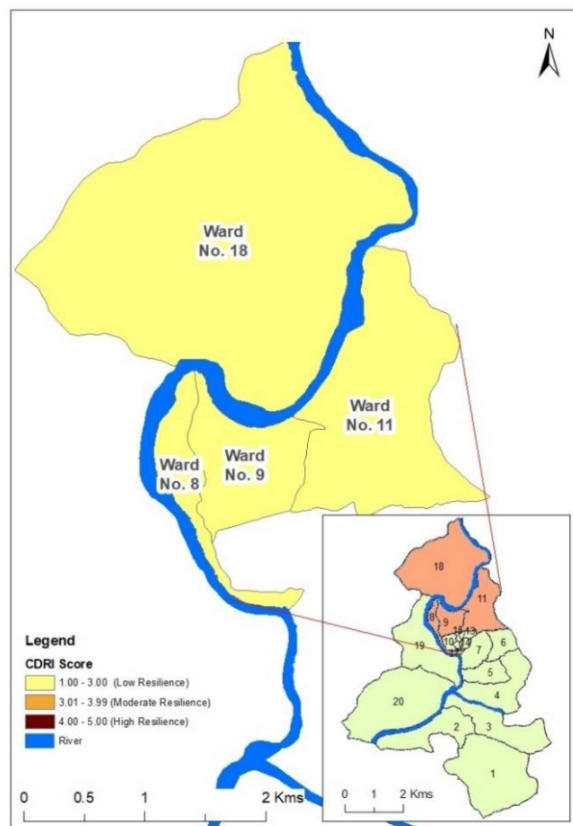 N
Ward
No. 18
Ward
No. 11
Ward
No. 9
Ward
No. 8
Legend
CDRI Score
1.00 - 3.00 (Low Resilience)
3.01 - 3.99 (Moderate Resilience)
4.00 - 5.00 (High Resilience)
River
0 0.5 1 2 Kms
18
11
8 9
19
7 6
5
4
20
2 3
1
0 1 2 Kms